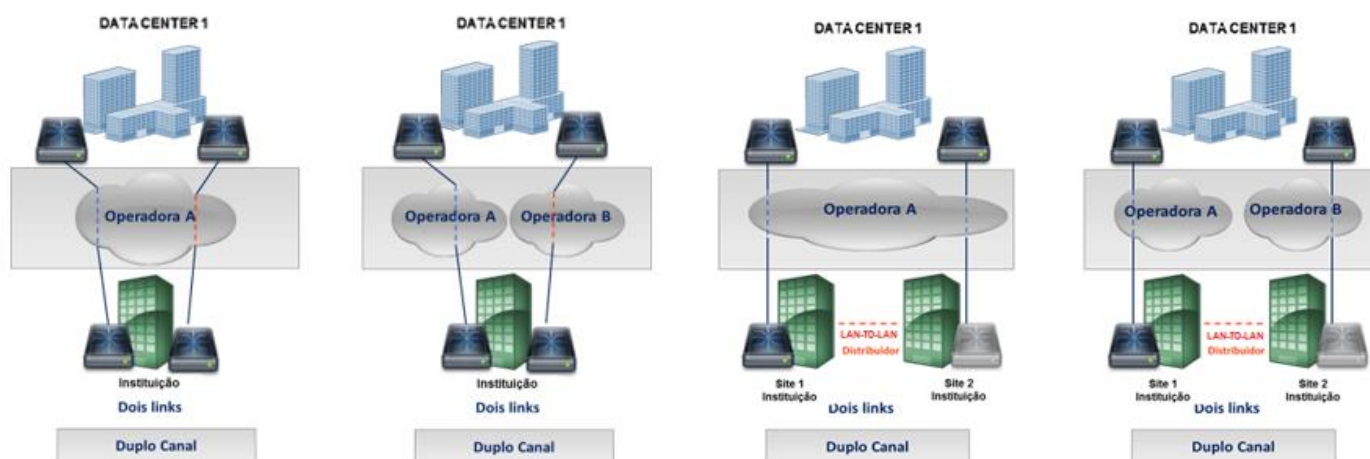 DATA CENTER 1
Operadora A
Instituição
Dois links
Duplo Canal
DATA CENTER 1
Operadora A
Operadora B
Instituição
Dois links
Duplo Canal
DATA CENTER 1
Operadora A
LAN-TO-LAN
Distribuidor
Site 1
Instituição
Site 2
Instituição
Dois links
Duplo Canal
DATA CENTER 1
Operadora A
Operadora B
LAN-TO-LAN
Distribuidor
Site 1
Instituição
Site 2
Instituição
Dois links
Duplo Canal